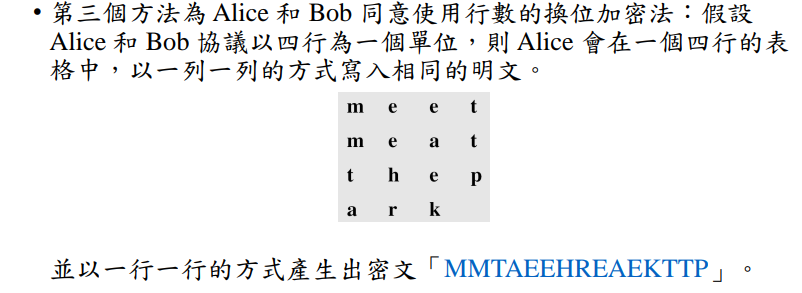 • 第三個方法為 Alice 和 Bob 同意使用行數的換位加密法：假設
Alice 和 Bob 協議以四行為一個單位，則 Alice 會在一個四行的表
格中，以一列一列的方式寫入相同的明文。
m e e t
m e a t
t h e p
a r k
並以一行一行的方式產生出密文「MMTAEEHREAEKTTP」。